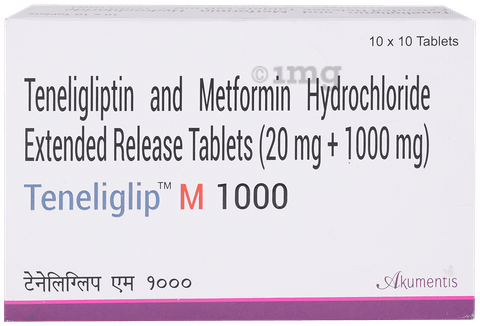 10 x 10 Tablets
©1mg
Teneligliptin and Metformin Hydrochloride
Extended Release Tablets (20 mg + 1000 mg)
Teneliglip™ M 1000
टेनेलिग्लिप एम १०००
Akumentis